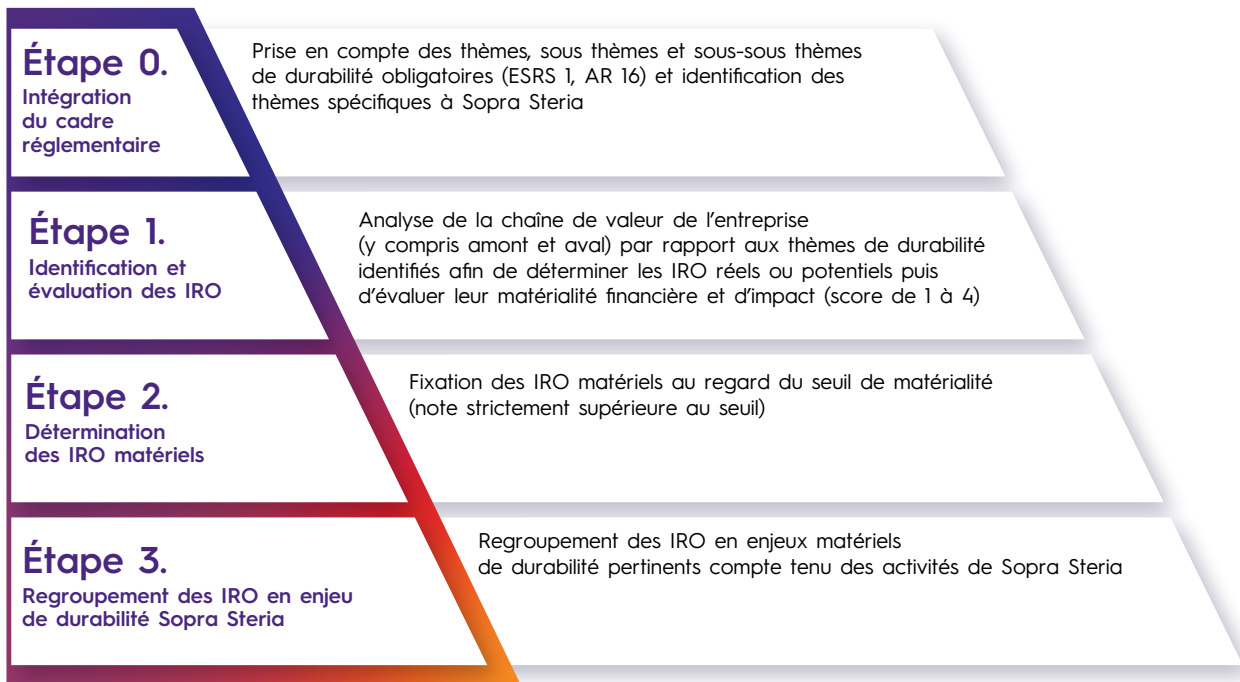 Étape 0.
Intégration
du cadre
réglementaire
Prise en compte des thèmes, sous thèmes et sous-sous thèmes
de durabilité obligatoires (ESRS 1, AR 16) et identification des
thèmes spécifiques à Sopra Steria
Étape 1.
Identification et
évaluation des IRO
Analyse de la chaîne de valeur de l'entreprise
(y compris amont et aval) par rapport aux thèmes de durabilité
identifiés afin de déterminer les IRO réels ou potentiels puis
d'évaluer leur matérialité financière et d'impact (score de 1 à 4)
Étape 2.
Détermination
des IRO matériels
Fixation des IRO matériels au regard du seuil de matérialité
(note strictement supérieure au seuil)
Étape 3.
Regroupement des IRO en enjeu
de durabilité Sopra Steria
Regroupement des IRO en enjeux matériels
de durabilité pertinents compte tenu des activités de Sopra Steria